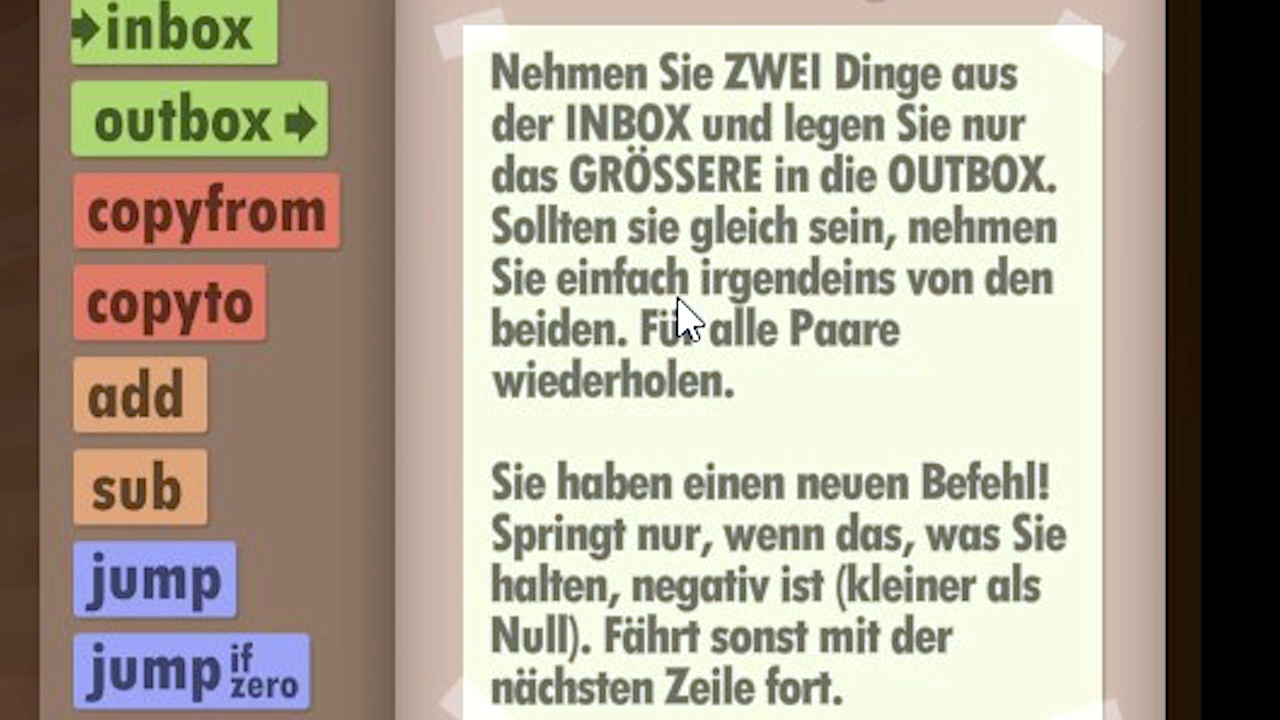 inbox
outbox
copyfrom
copyto
add
sub
jump
jump if zero
Nehmen Sie ZWEI Dinge aus
der INBOX und legen Sie nur
das GRÖSSERE in die OUTBOX.
Sollten sie gleich sein, nehmen
Sie einfach irgendeins von den
beiden. Für alle Paare
wiederholen.
Sie haben einen neuen Befehl!
Springt nur, wenn das, was Sie
halten, negativ ist (kleiner als
Null). Fährt sonst mit der
nächsten Zeile fort.